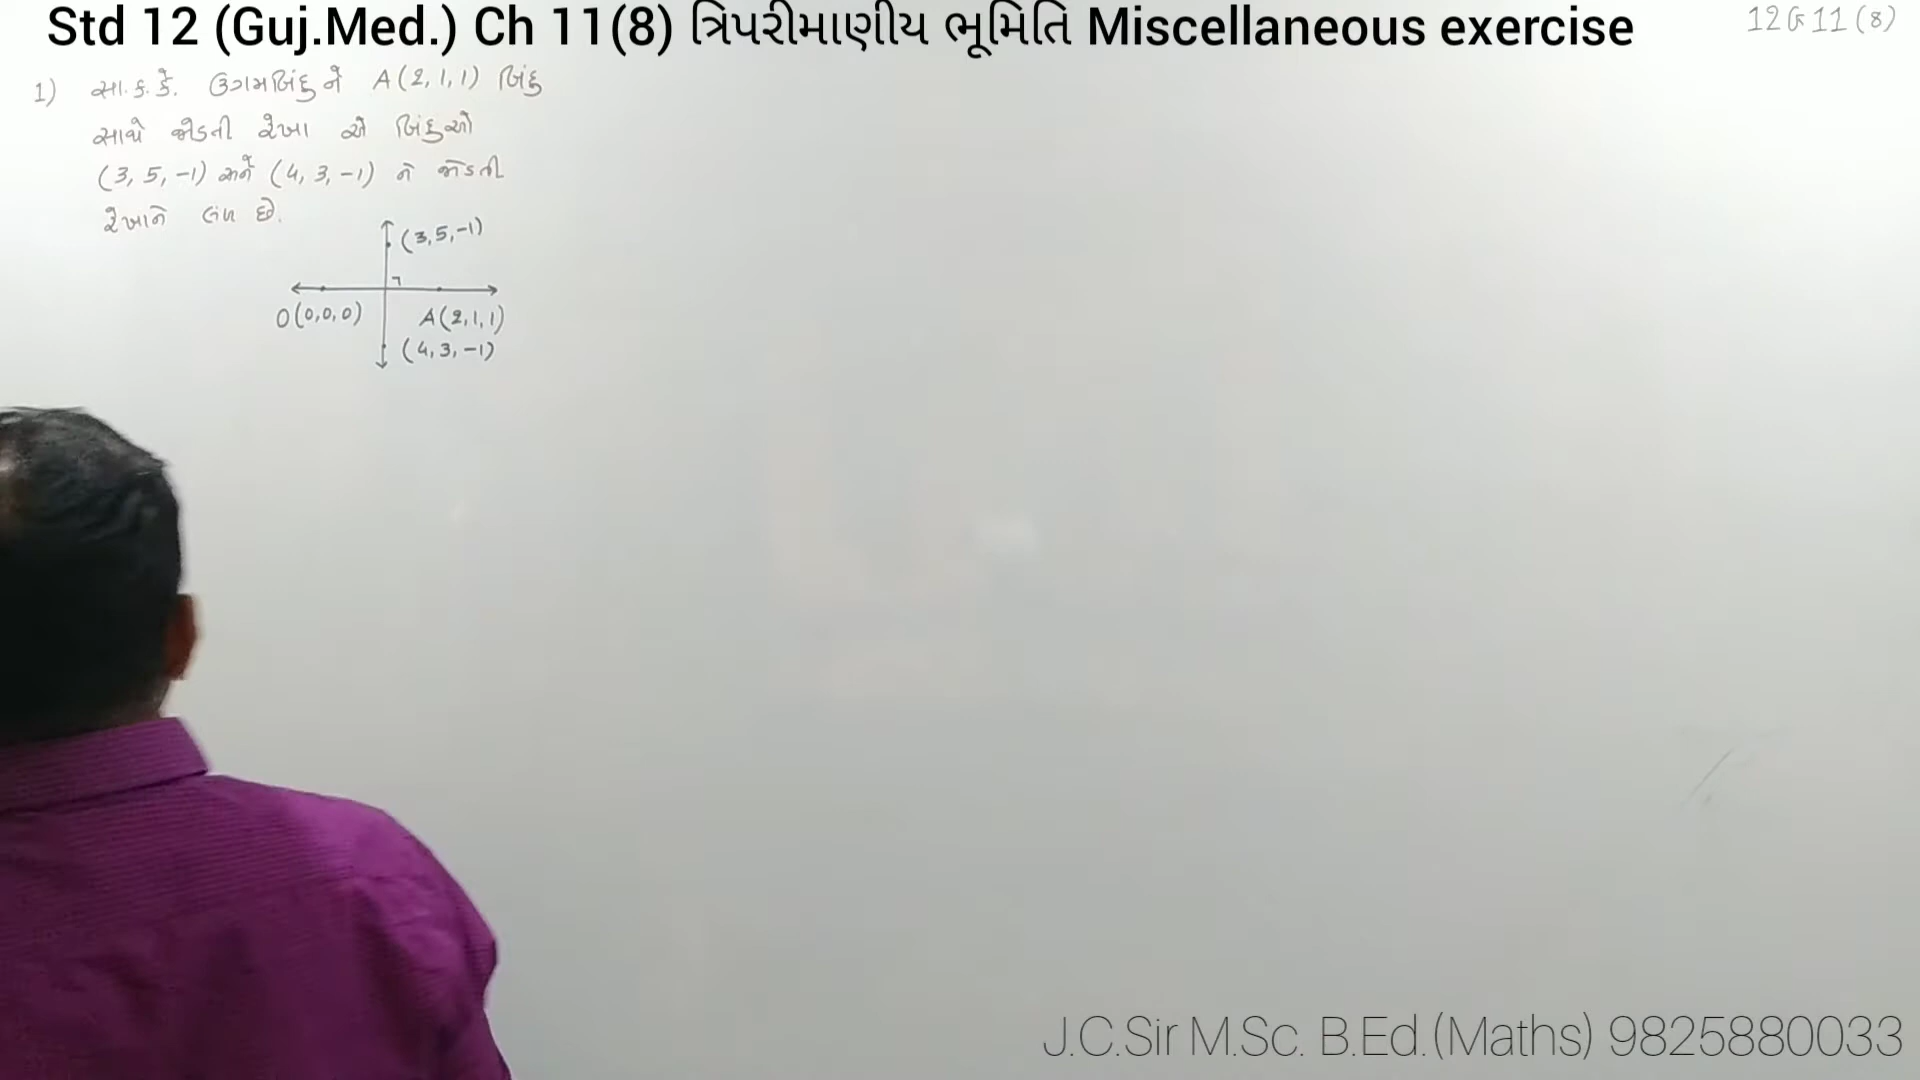 Std 12 (Guj.Med.) Ch 11(8) ત્રિપરીમાણીય ભૂમિતિ Miscellaneous exercise
12 G 11 (8)
1) સા.ક.કે. ઉગમબિંદુને A(2,1,1) બિંદુ
સાથે જોડતી રેખા એ બિંદુઓ
(3, 5, -1) અને (4, 3, -1) ને જોડતી
રેખાને લંબ છે.
(3,5,-1)
O(0,0,0) A(2,1,1)
(4,3,-1)
J.C.Sir M.Sc. B.Ed.(Maths) 9825880033